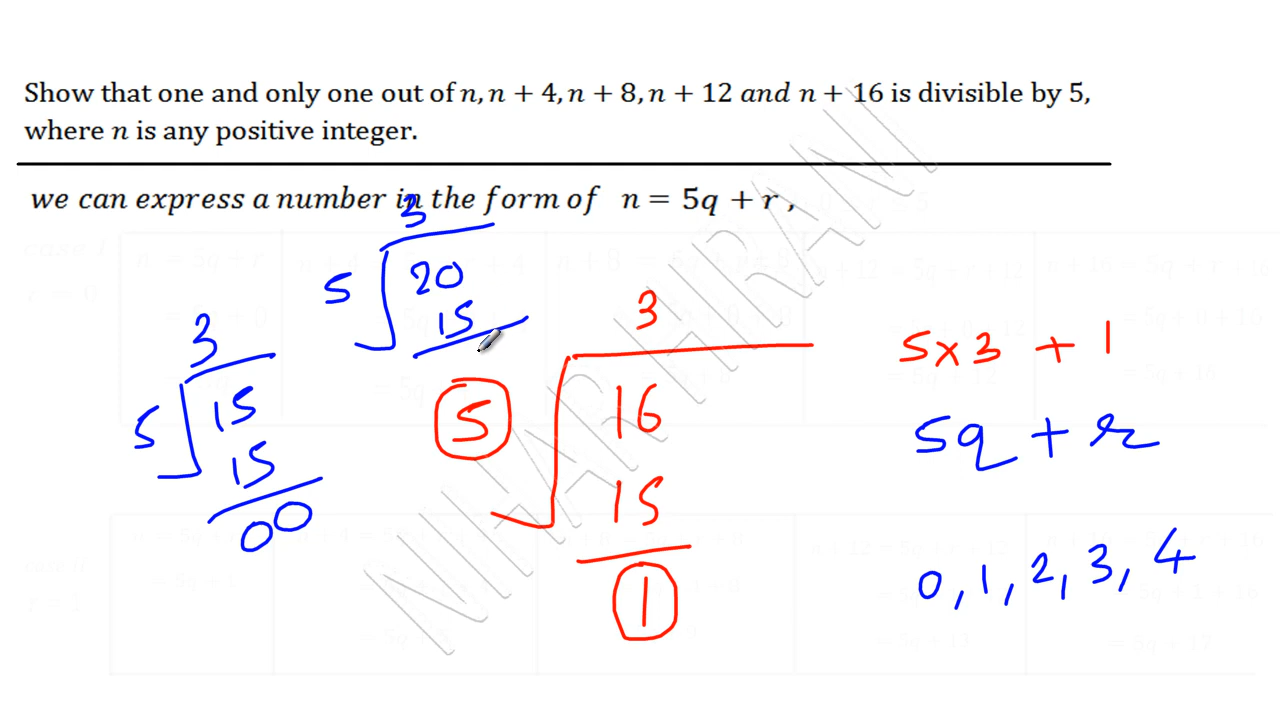 Show that one and only one out of n, n + 4, n + 8, n + 12 and n + 16 is divisible by 5,
where n is any positive integer.
we can express a number in the form of n = 5q + r ,
3
5 20
15
3
5 15
15
00
3
5 16
15
1
5 × 3 + 1
5q + r
0, 1, 2, 3, 4
NIHAR HIRANI